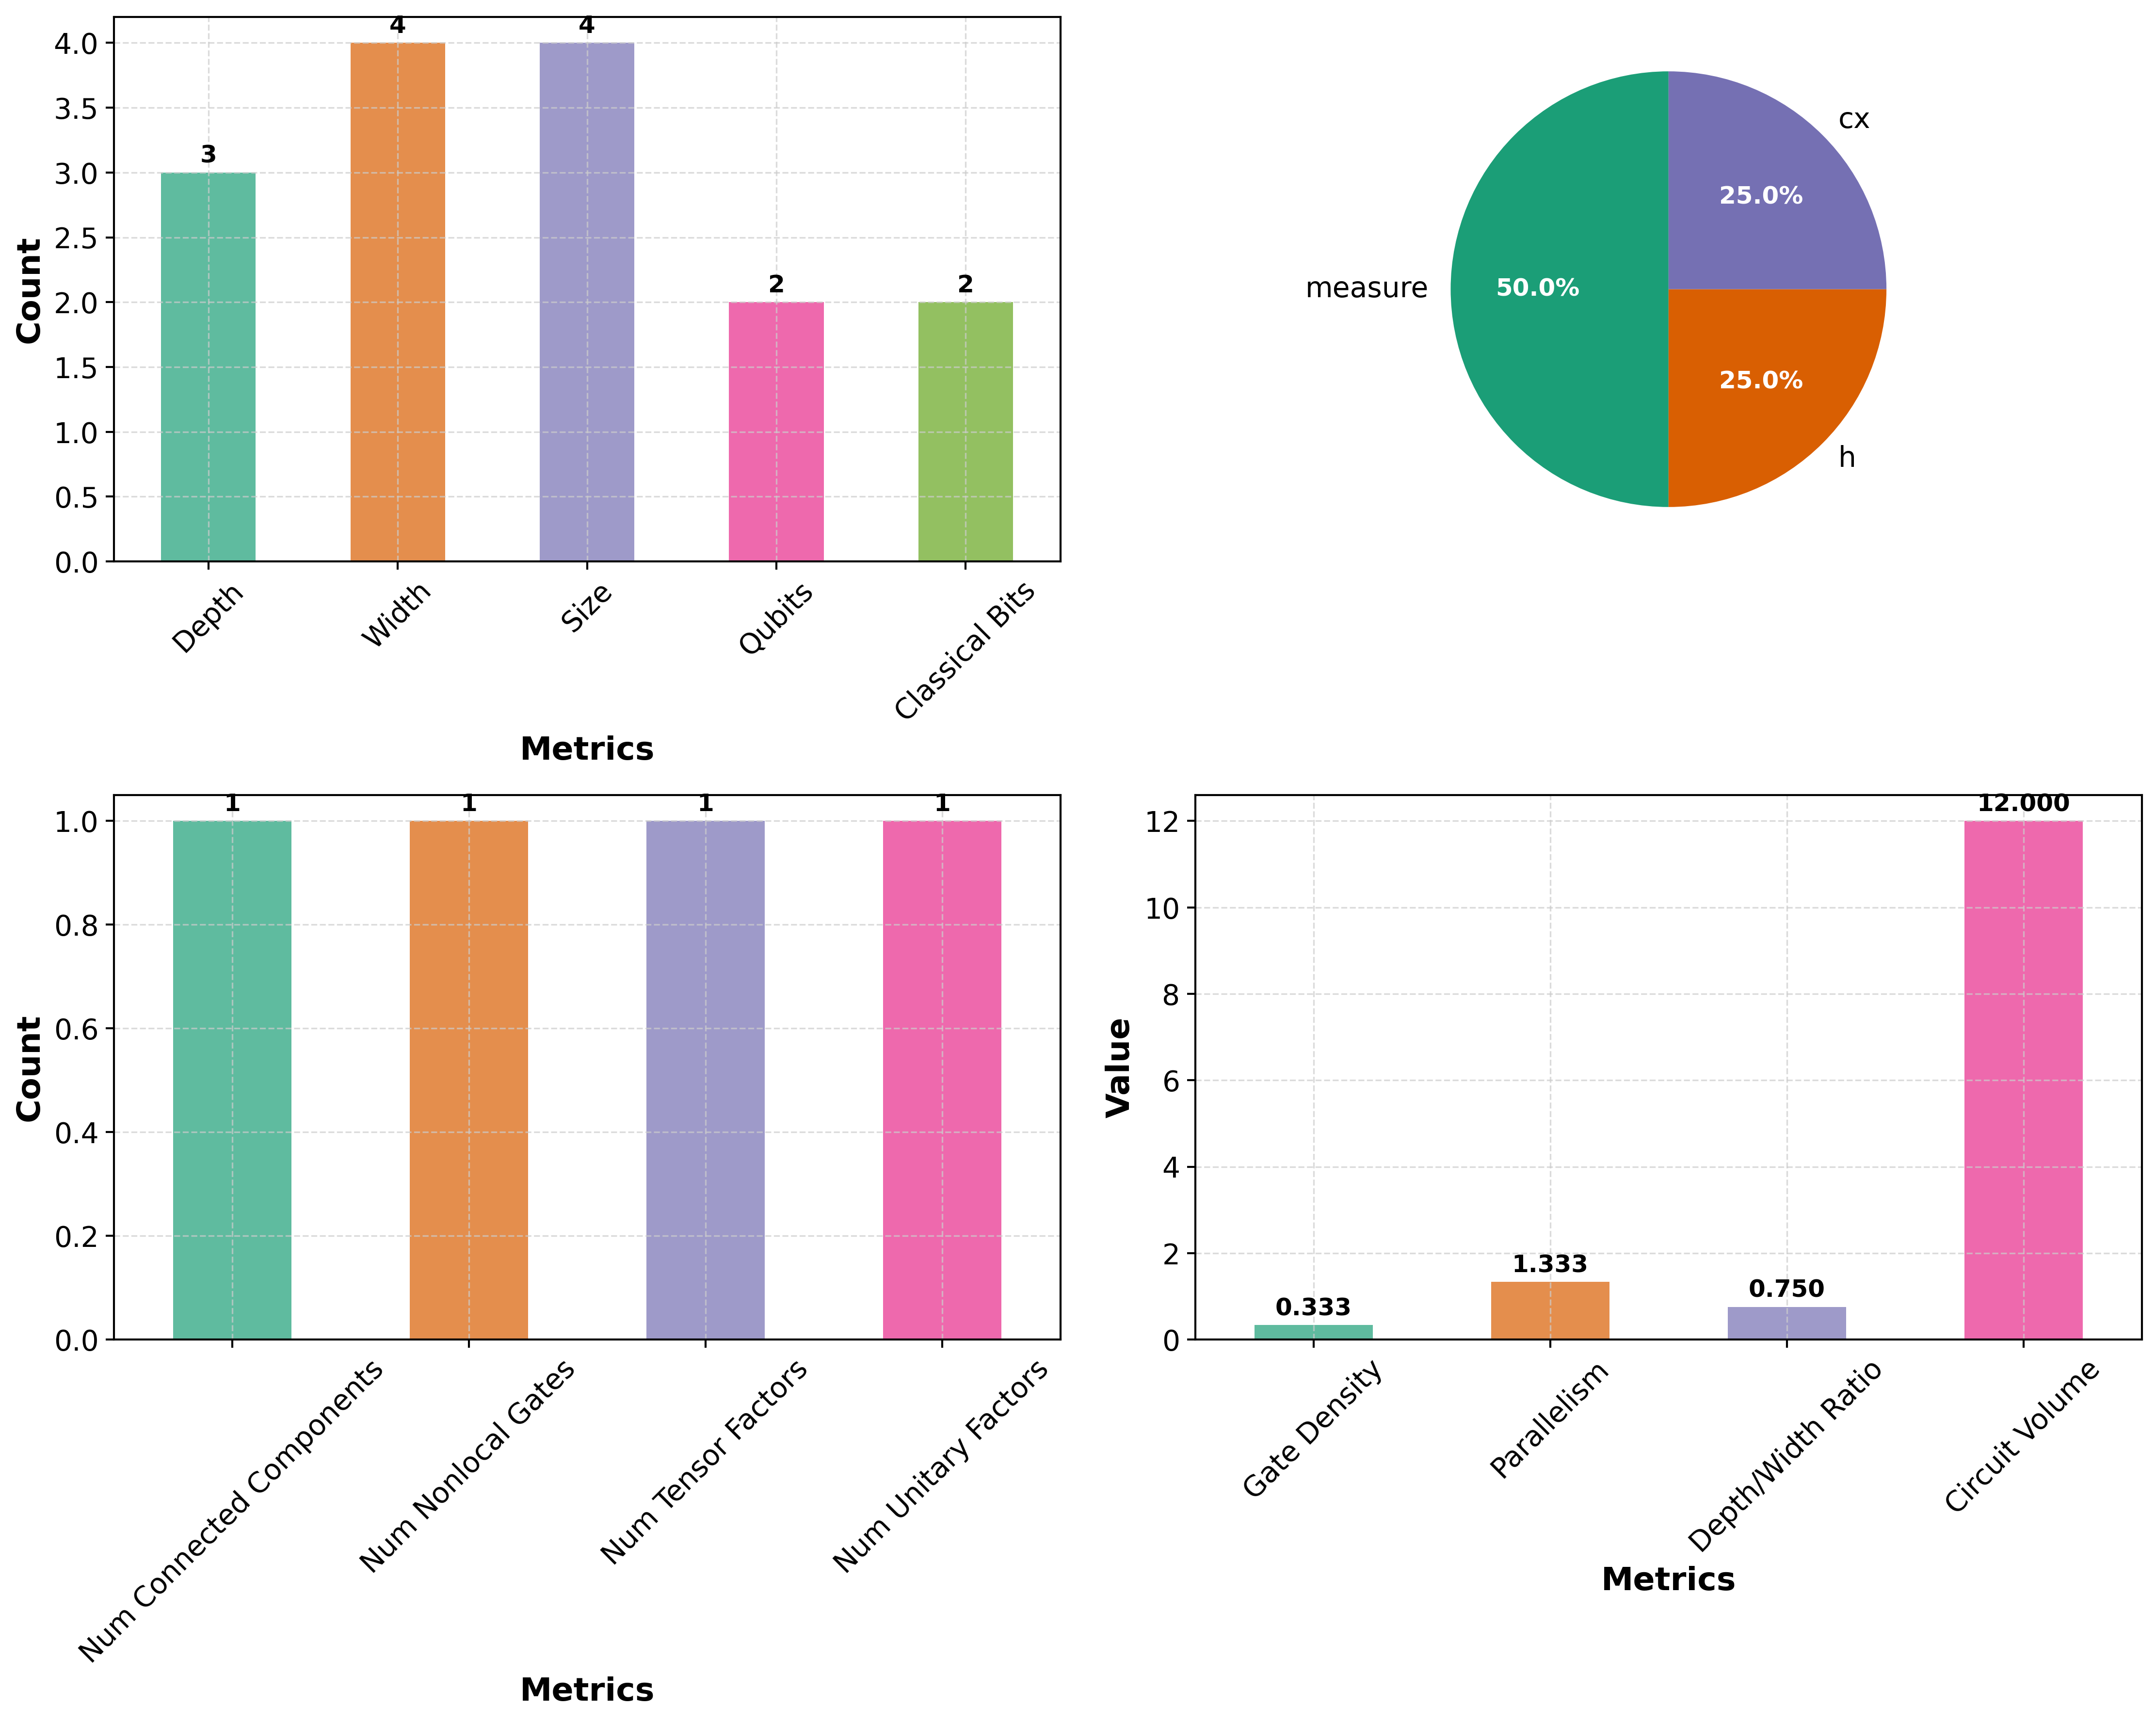 Count
4.0
3.5
3.0
2.5
2.0
1.5
1.0
0.5
0.0
3
4
4
2
2
Depth
Width
Size
Qubits
Classical Bits
Metrics
cx
25.0%
measure
50.0%
25.0%
h
Count
1.0
0.8
0.6
0.4
0.2
0.0
1
1
1
1
Num Connected Components
Num Nonlocal Gates
Num Tensor Factors
Num Unitary Factors
Metrics
Value
12
10
8
6
4
2
0
0.333
1.333
0.750
12.000
Gate Density
Parallelism
Depth/Width Ratio
Circuit Volume
Metrics